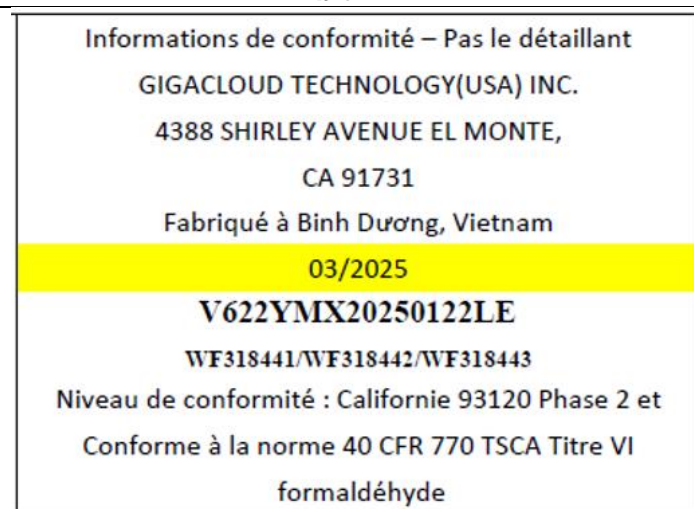 Informations de conformité – Pas le détaillant
GIGACLOUD TECHNOLOGY(USA) INC.
4388 SHIRLEY AVENUE EL MONTE,
CA 91731
Fabriqué à Binh Dương, Vietnam
03/2025
V622YMX20250122LE
WF318441/WF318442/WF318443
Niveau de conformité : Californie 93120 Phase 2 et
Conforme à la norme 40 CFR 770 TSCA Titre VI
formaldéhyde